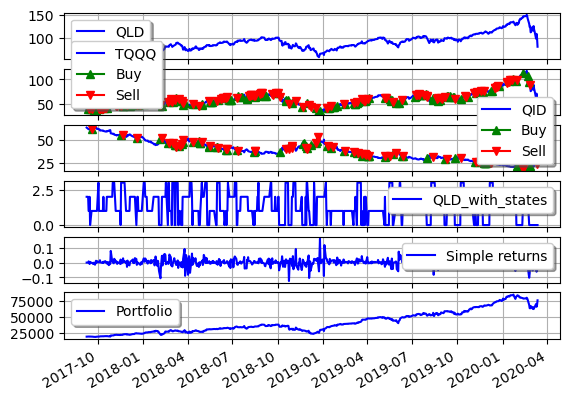 150
100
QLD
TQQQ
Buy
Sell
100
50
QID
Buy
Sell
50
25
2.5
0.0
QLD_with_states
0.1
0.0
−0.1
Simple returns
75000
50000
25000
Portfolio
2017-10
2018-01
2018-04
2018-07
2018-10
2019-01
2019-04
2019-07
2019-10
2020-01
2020-04